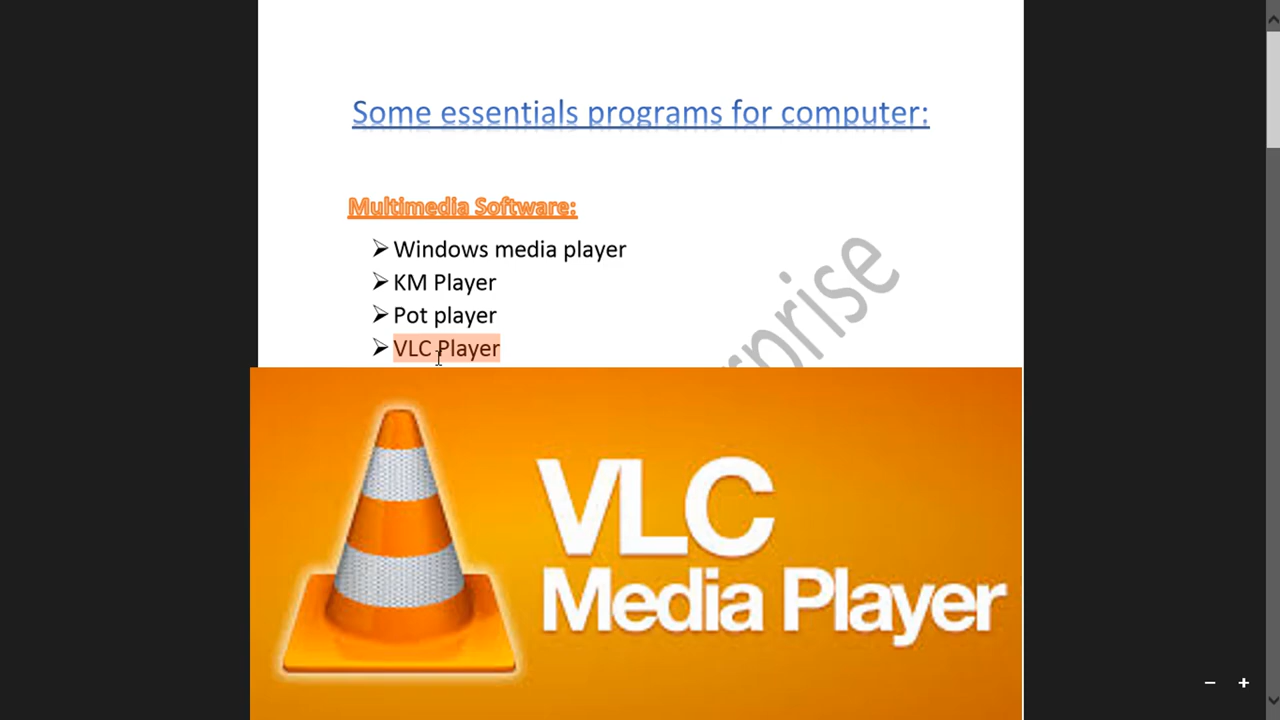 Some essentials programs for computer:
Multimedia Software:
➢ Windows media player
➢ KM Player
➢ Pot player
➢ VLC Player
VLC
Media Player